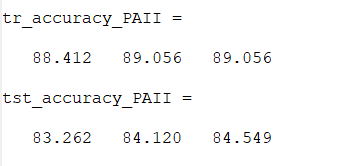 tr_accuracy_PAII =
88.412 89.056 89.056
tst_accuracy_PAII =
83.262 84.120 84.549